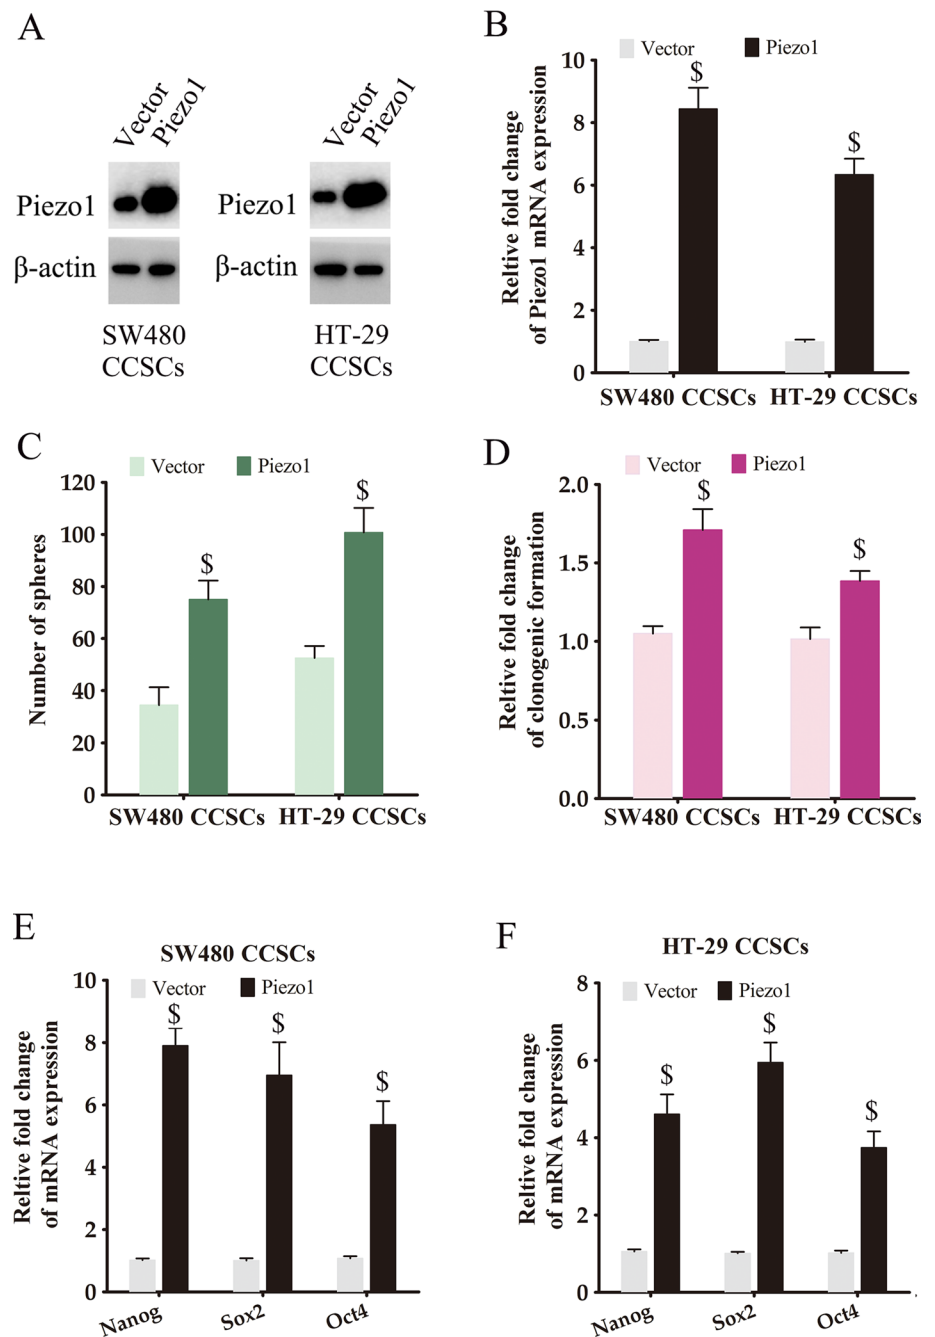 A
Vector
Piezo1
Vector
Piezo1
Piezo1
Piezo1
β-actin
β-actin
SW480
CCSCs
HT-29
CCSCs
B
Vector
Piezo1
Reltive fold change
of Piezo1 mRNA expression
10
8
6
4
2
0
$
$
SW480 CCSCs
HT-29 CCSCs
C
Vector
Piezo1
Number of spheres
120
100
80
60
40
20
0
$
$
SW480 CCSCs
HT-29 CCSCs
D
Vector
Piezo1
Reltive fold change
of clonogenic formation
2.0
1.5
1.0
0.5
0.0
$
$
SW480 CCSCs
HT-29 CCSCs
E
SW480 CCSCs
Vector
Piezo1
Reltive fold change
of mRNA expression
10
8
6
4
2
0
$
$
$
Nanog
Sox2
Oct4
F
HT-29 CCSCs
Vector
Piezo1
Reltive fold change
of mRNA expression
8
6
4
2
0
$
$
$
Nanog
Sox2
Oct4